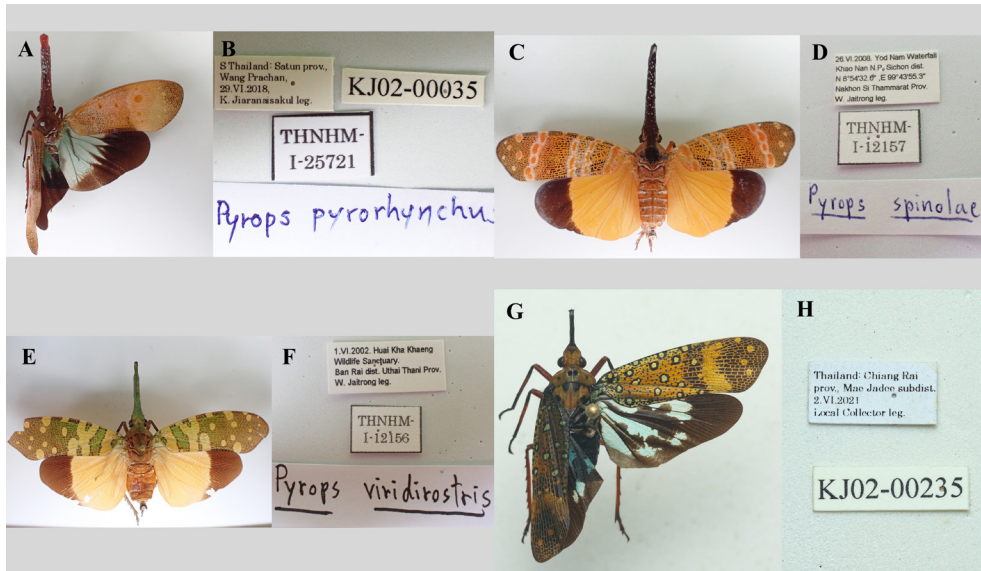 A
B
S Thailand: Satun prov.,
Wang Prachan,
29.VI.2018,
K. Jiaranaisakul leg.
KJ02-00035
THNHM-
I-25721
Pyrops pyrorhynchus
C
D
26.VI.2008. Yod Nam Waterfall
Khao Nan N.P., Sichon dist.
N 8°54'32.6" ,E 99°43'55.3"
Nakhon Si Thammarat Prov.
W. Jaitrong leg.
THNHM-
I-12157
Pyrops spinolae
E
F
1.VI.2002. Huai Kha Khaeng
Wildlife Sanctuary.
Ban Rai dist. Uthai Thani Prov.
W. Jaitrong leg.
THNHM-
I-12156
Pyrops viridirostris
G
H
Thailand: Chiang Rai
prov., Mae Jadee subdist.
2.VI.2021
Local Collector leg.
KJ02-00235